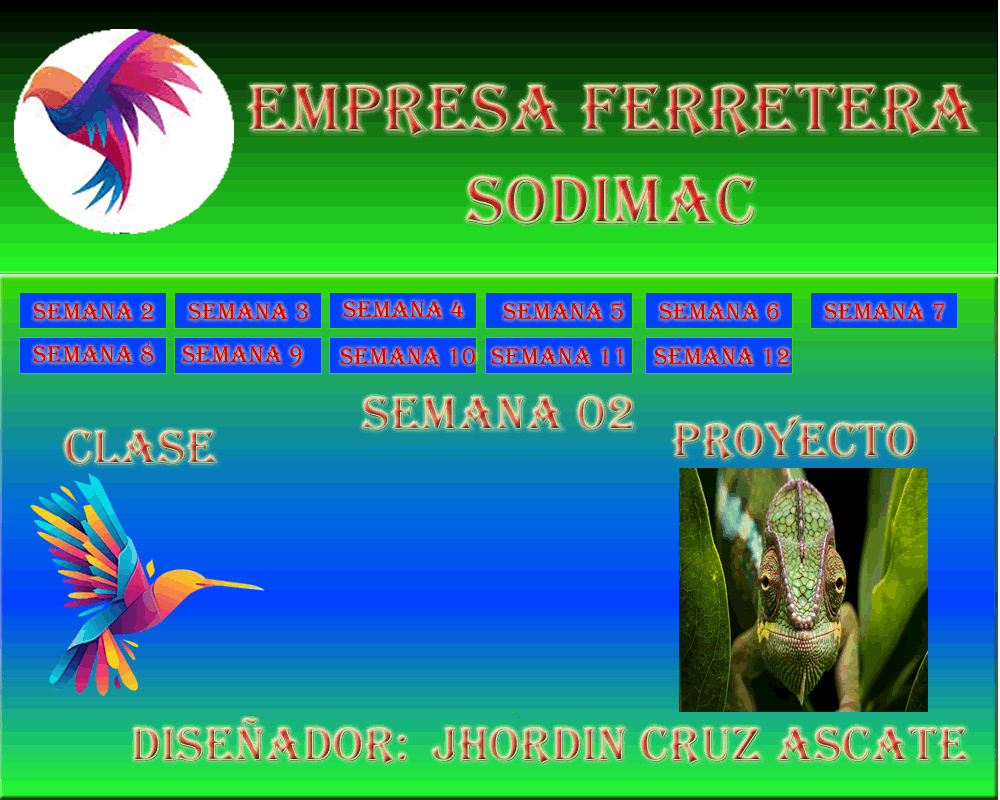 EMPRESA FERRETERA
SODIMAC
SEMANA 2 SEMANA 3 SEMANA 4 SEMANA 5 SEMANA 6 SEMANA 7
SEMANA 8 SEMANA 9 SEMANA 10 SEMANA 11 SEMANA 12
SEMANA 02
CLASE
PROYECTO
DISEÑADOR: JHORDIN CRUZ ASCATE